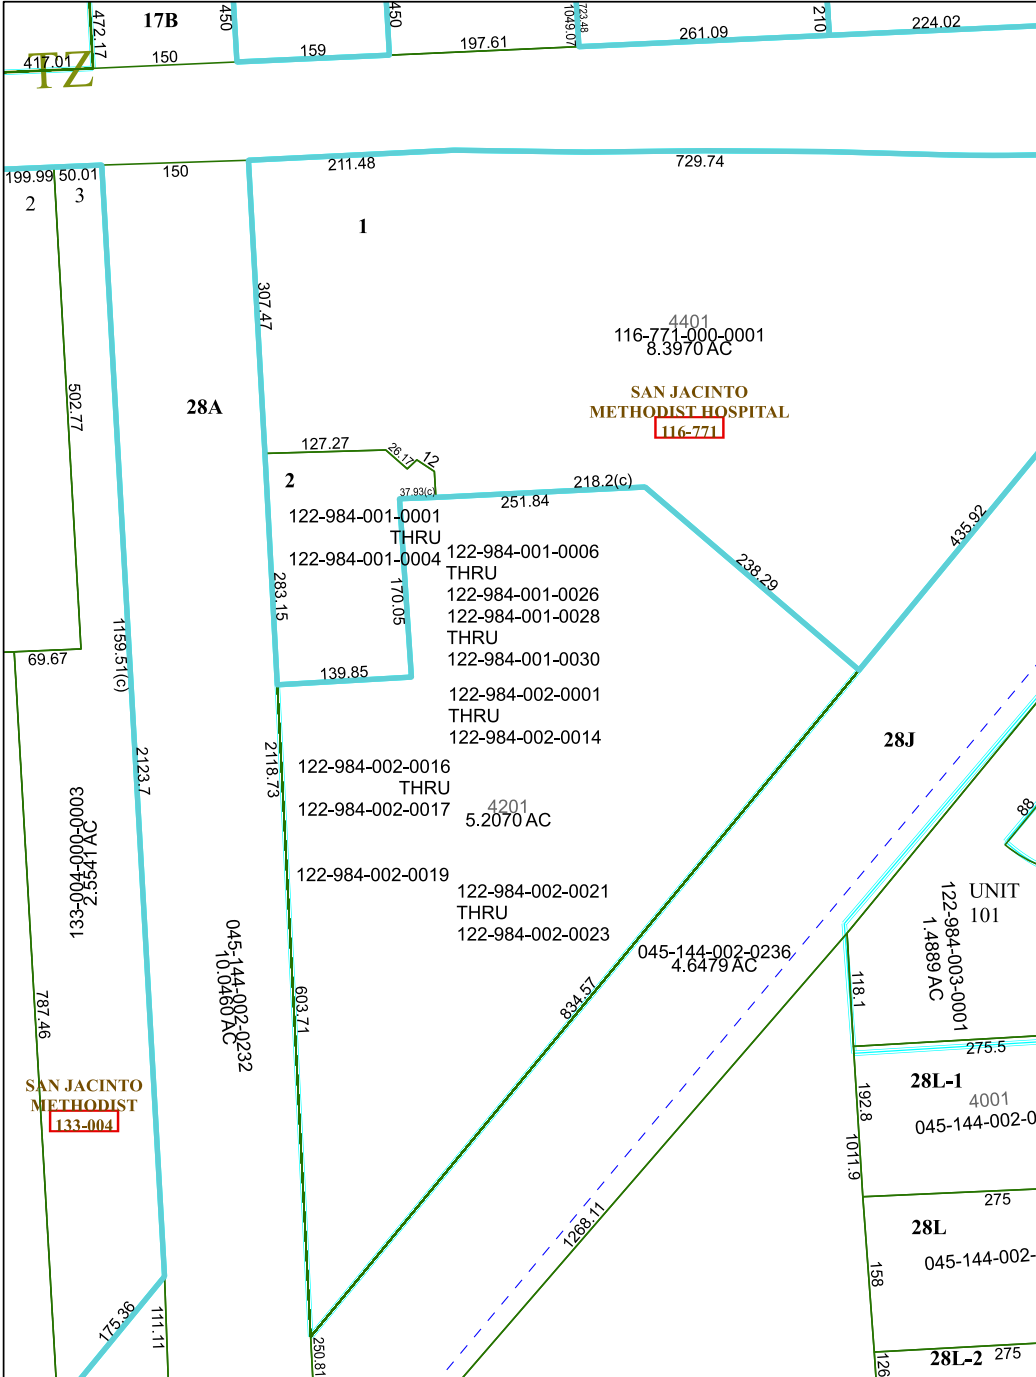 472.17
17B
450
450
723.48
1049.07
210
224.02
417.01
TZ
150
159
197.61
261.09
199.99
50.01
150
211.48
729.74
2
3
1
307.47
4401
116-771-000-0001
8.3970 AC
SAN JACINTO
METHODIST HOSPITAL
116-771
502.77
28A
127.27
26.17
12
2
37.93(c)
218.2(c)
251.84
435.92
122-984-001-0001
THRU
122-984-001-0004
122-984-001-0006
THRU
122-984-001-0026
122-984-001-0028
THRU
122-984-001-0030
238.29
283.15
170.05
1159.51(c)
69.67
139.85
122-984-002-0001
THRU
122-984-002-0014
28J
2118.73
2123.7
122-984-002-0016
THRU
122-984-002-0017
4201
5.2070 AC
133-004-000-0003
2.5541 AC
88
122-984-002-0019
122-984-002-0021
THRU
122-984-002-0023
UNIT
101
122-984-003-0001
1.4889 AC
045-144-002-0232
10.0460 AC
045-144-002-0236
4.6479 AC
118.1
787.46
603.71
834.57
275.5
SAN JACINTO
METHODIST
133-004
28L-1
4001
045-144-002-0
192.8
1011.9
275
1268.11
28L
045-144-002-
158
175.36
111.11
250.81
28L-2
275
126